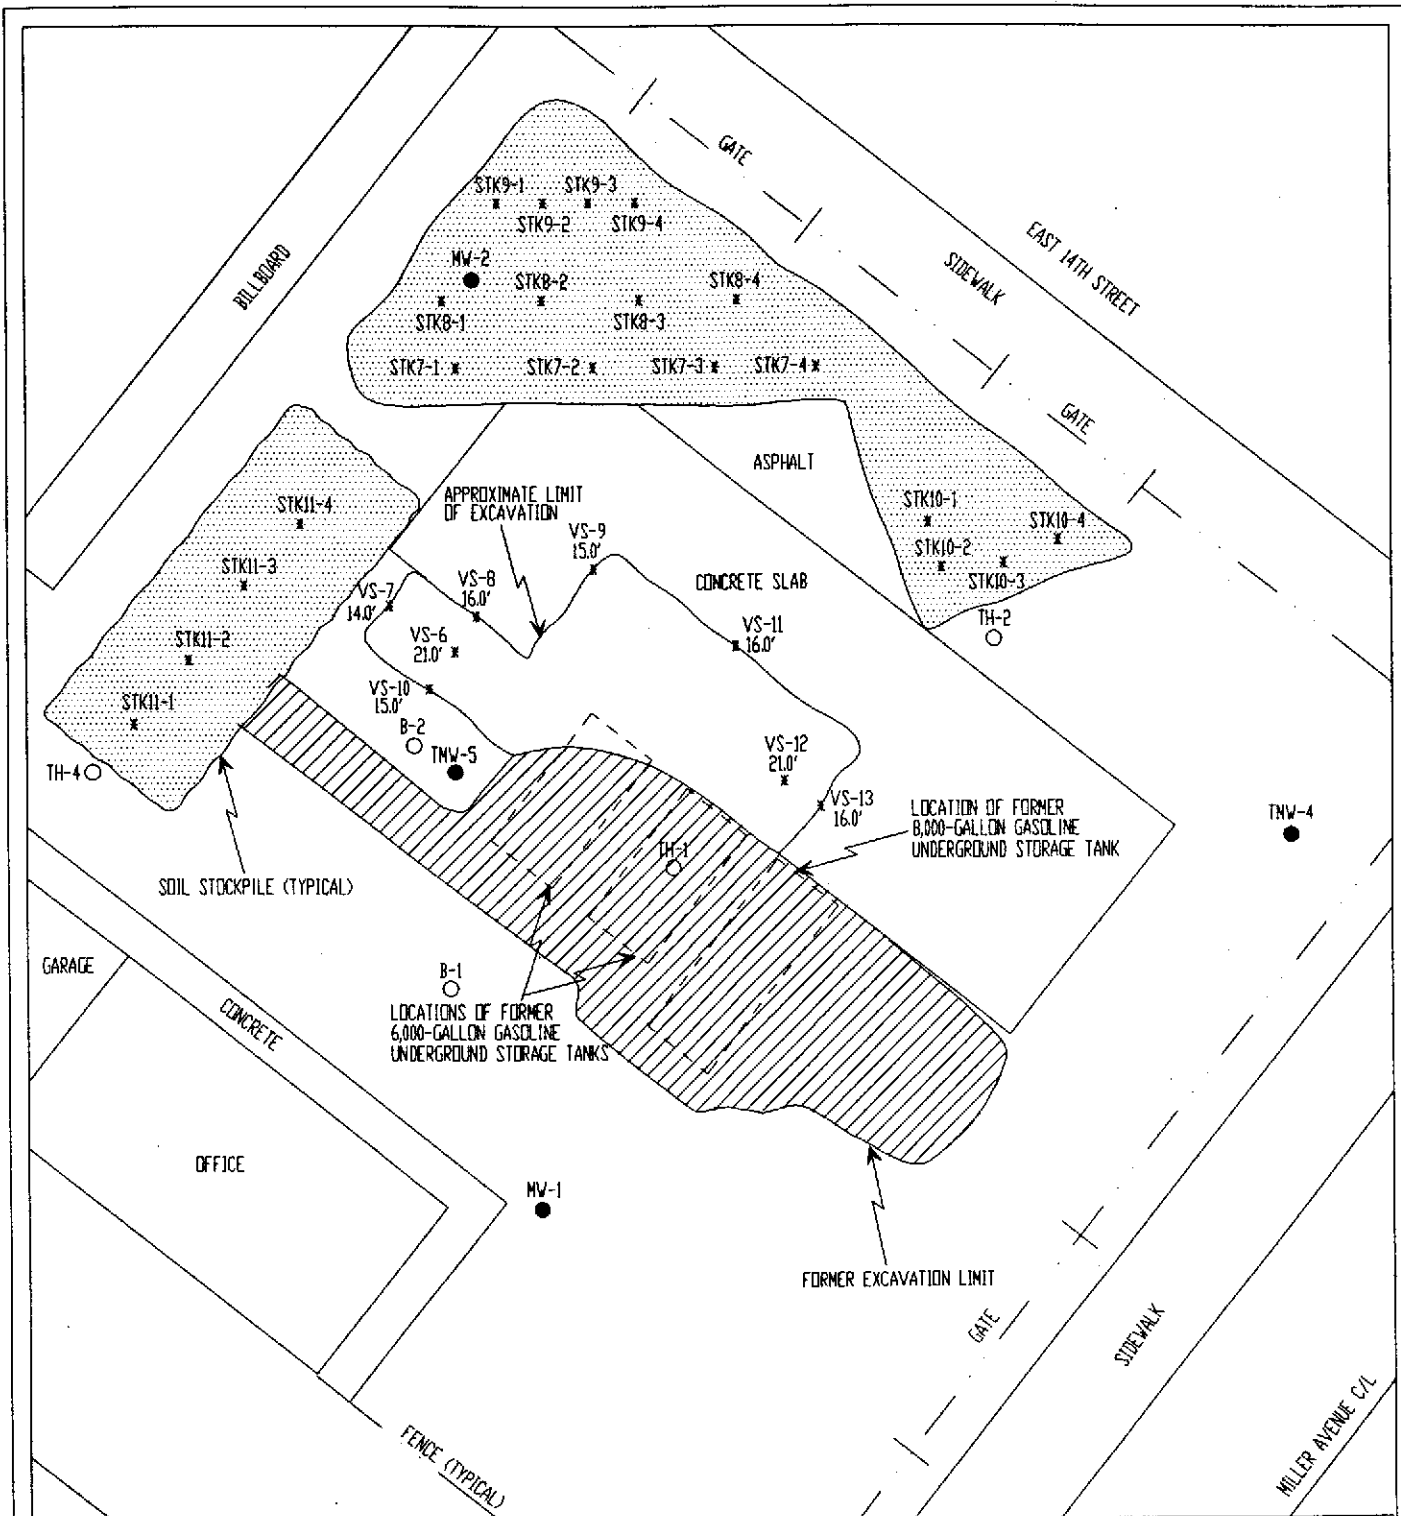 GATE
STK9-1
STK9-3
STK9-2
STK9-4
EAST 14TH STREET
SIDEWALK
BILLBOARD
MW-2
STK8-2
STK8-4
STK8-1
STK8-3
STK7-1
STK7-2
STK7-3
STK7-4
GATE
ASPHALT
STK11-4
APPROXIMATE LIMIT
OF EXCAVATION
STK10-1
STK10-4
STK10-2
STK10-3
VS-9
15.0'
STK11-3
VS-7
14.0'
VS-8
16.0'
CONCRETE SLAB
TH-2
STK11-2
VS-6
21.0'
VS-11
16.0'
STK11-1
VS-10
15.0'
B-2
TMW-5
VS-12
21.0'
TH-4
VS-13
16.0'
LOCATION OF FORMER
8,000-GALLON GASOLINE
UNDERGROUND STORAGE TANK
TMW-4
TH-1
SOIL STOCKPILE (TYPICAL)
GARAGE
B-1
CONCRETE
LOCATIONS OF FORMER
6,000-GALLON GASOLINE
UNDERGROUND STORAGE TANKS
OFFICE
MW-1
FORMER EXCAVATION LIMIT
GATE
SIDEWALK
FENCE (TYPICAL)
MILLER AVENUE C/L